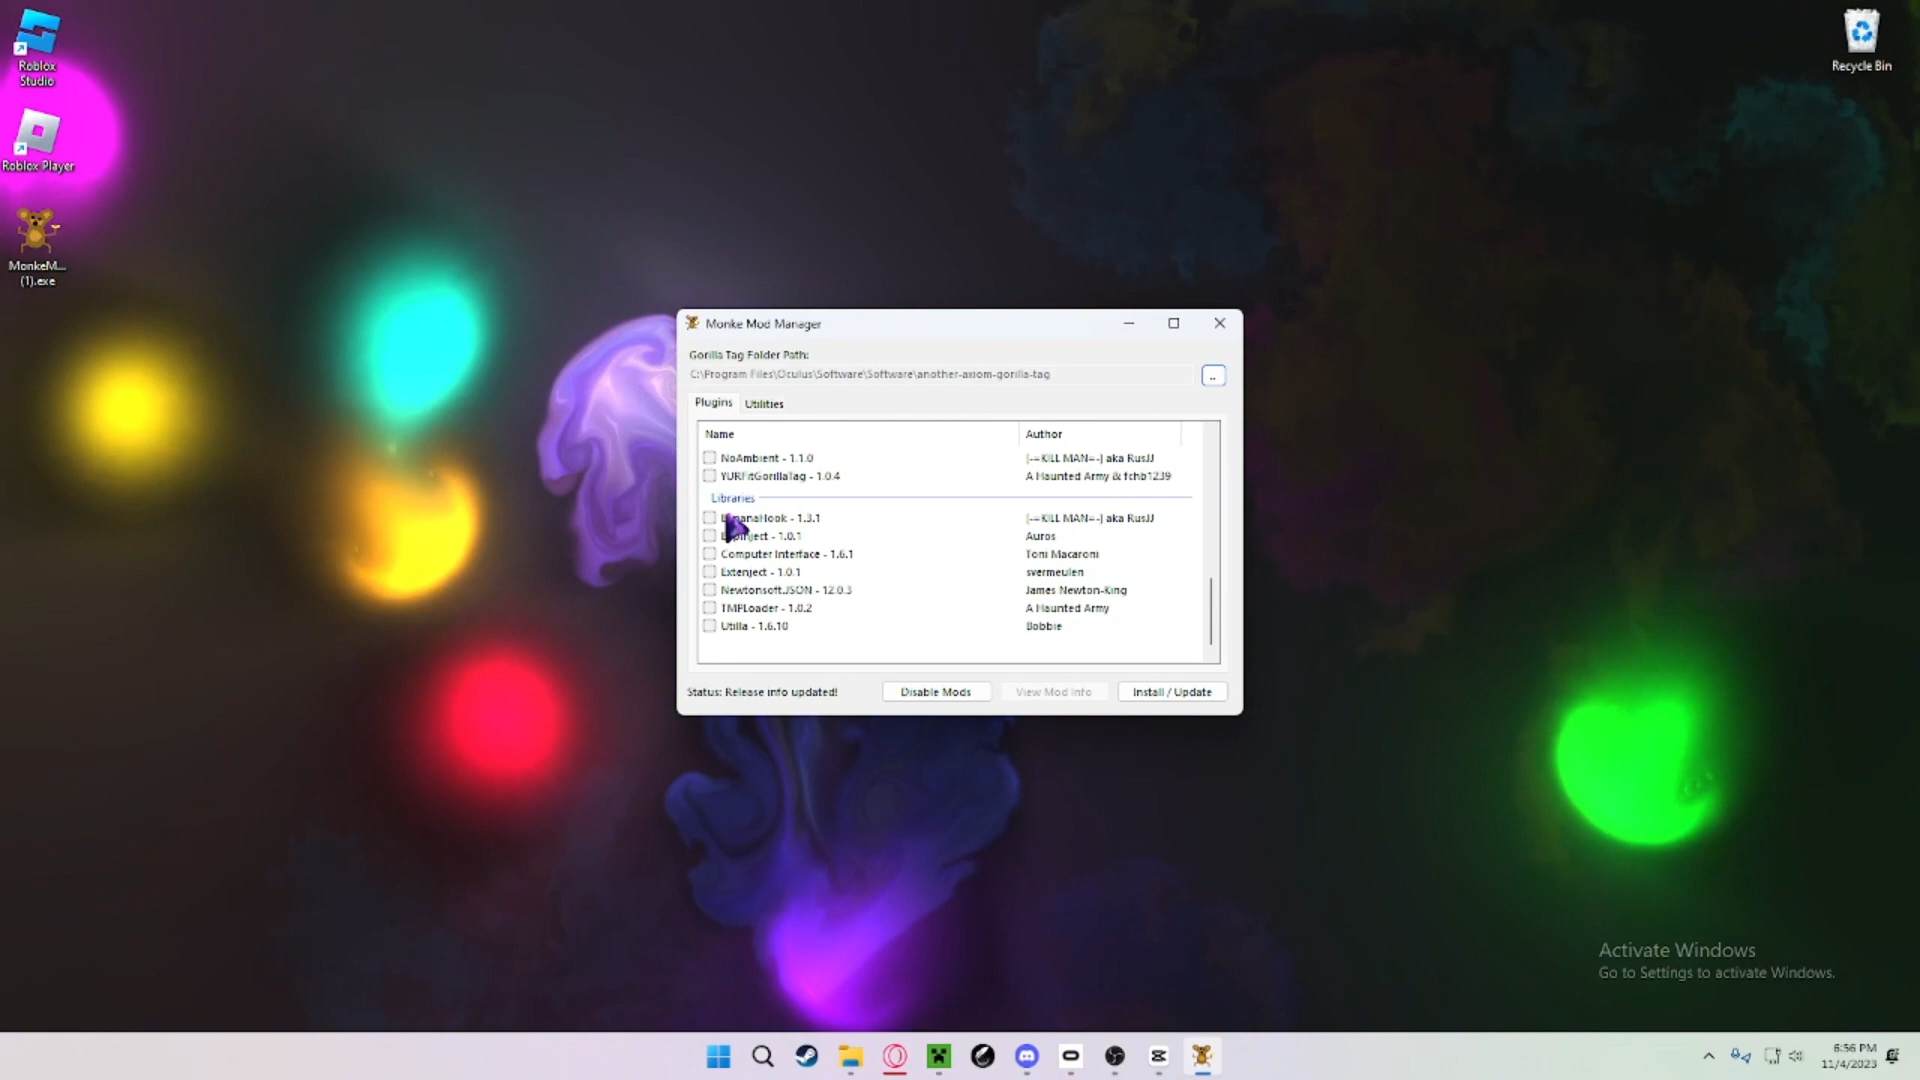 Roblox
Studio
Roblox Player
MonkeM...
(1).exe
Recycle Bin
Monke Mod Manager
Gorilla Tag Folder Path:
C:\Program Files\Oculus\Software\Software\another-axiom-gorilla-tag
..
Plugins Utilities
Name Author
NoAmbient - 1.1.0 [-=KILL MAN=-] aka RusJJ
YURFitGorillaTag - 1.0.4 A Haunted Army & fchb1239
Libraries
- 1.3.1 [-=KILL MAN=-] aka RusJJ
- 1.0.1 Auros
Computer Interface - 1.6.1 Toni Macaroni
Extenject - 1.0.1 svermeulen
Newtonsoft.JSON - 12.0.3 James Newton-King
TMPLoader - 1.0.2 A Haunted Army
Utilla - 1.6.10 Bobbie
Status: Release info updated! Disable Mods View Mod Info Install / Update
Activate Windows
Go to Settings to activate Windows.
6:56 PM
11/4/2023